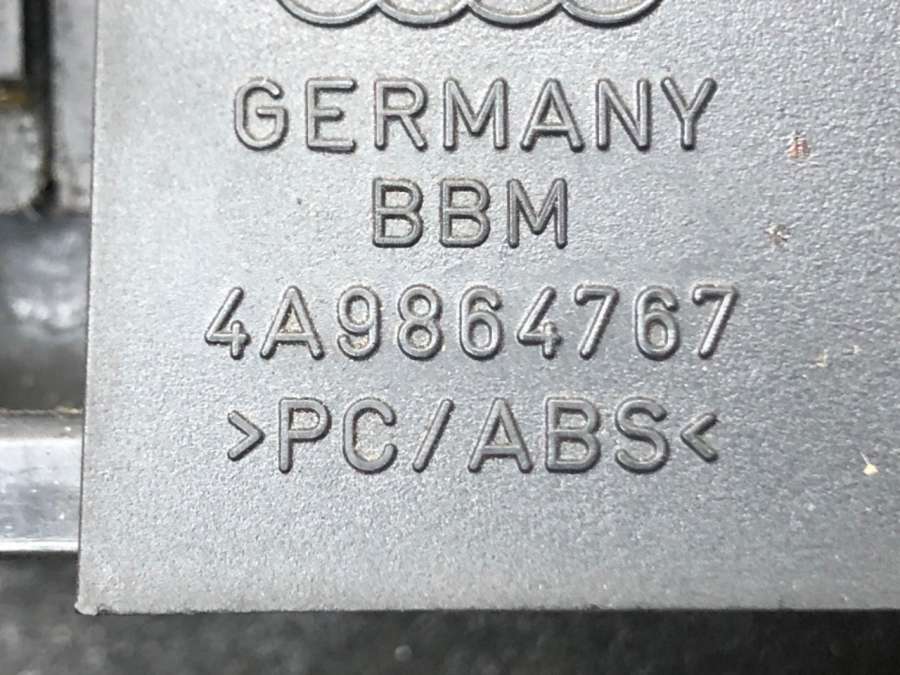 GERMANY
BBM
4A9864767
>PC/ABS<